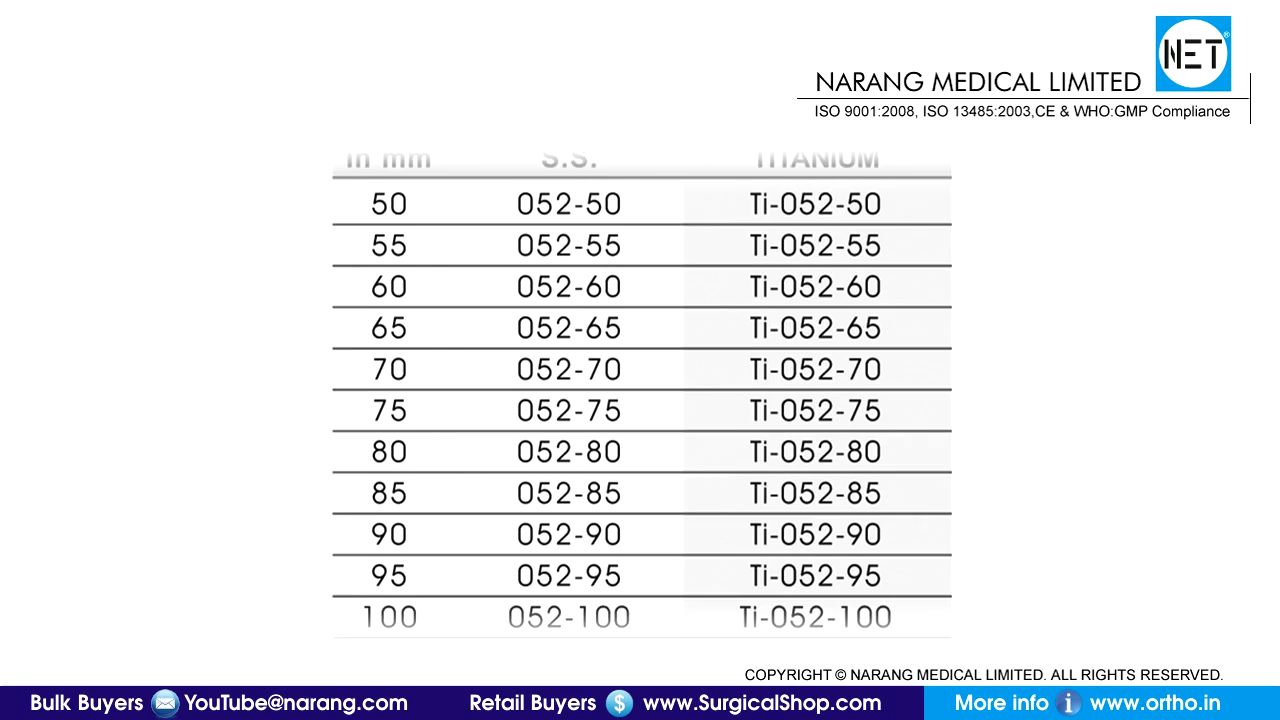 NET®
NARANG MEDICAL LIMITED
ISO 9001:2008, ISO 13485:2003,CE & WHO:GMP Compliance
In mm S.S. TITANIUM
50 052-50 Ti-052-50
55 052-55 Ti-052-55
60 052-60 Ti-052-60
65 052-65 Ti-052-65
70 052-70 Ti-052-70
75 052-75 Ti-052-75
80 052-80 Ti-052-80
85 052-85 Ti-052-85
90 052-90 Ti-052-90
95 052-95 Ti-052-95
100 052-100 Ti-052-100
COPYRIGHT © NARANG MEDICAL LIMITED. ALL RIGHTS RESERVED.
Bulk Buyers YouTube@narang.com Retail Buyers $ www.SurgicalShop.com More info i www.ortho.in